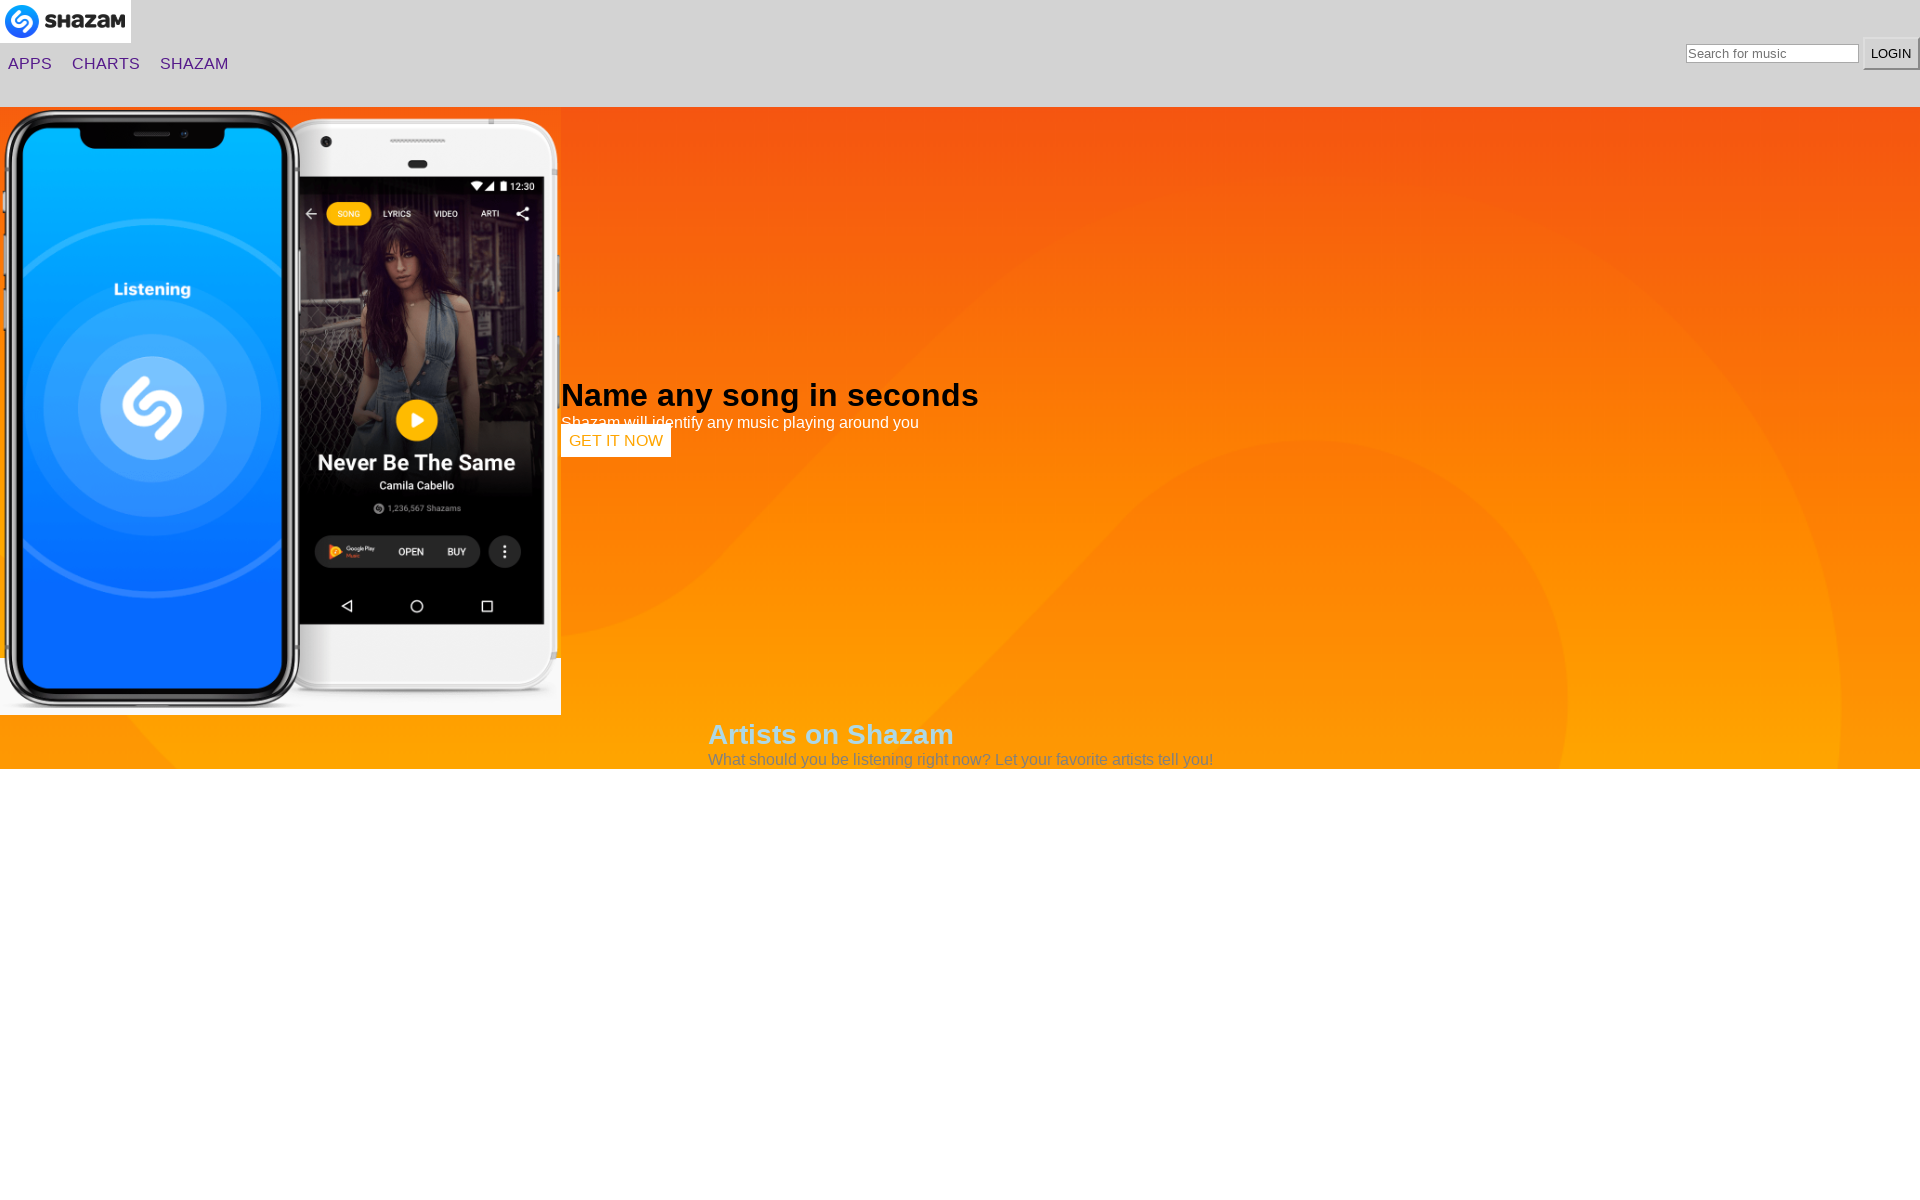 SHAZAM
APPS CHARTS SHAZAM
Search for music LOGIN
12:30
SONG LYRICS VIDEO ARTI
Listening
Never Be The Same
Camila Cabello
1,236,567 Shazams
Google Play
Music
OPEN BUY
Name any song in seconds
Shazam will identify any music playing around you
GET IT NOW
Artists on Shazam
What should you be listening right now? Let your favorite artists tell you!